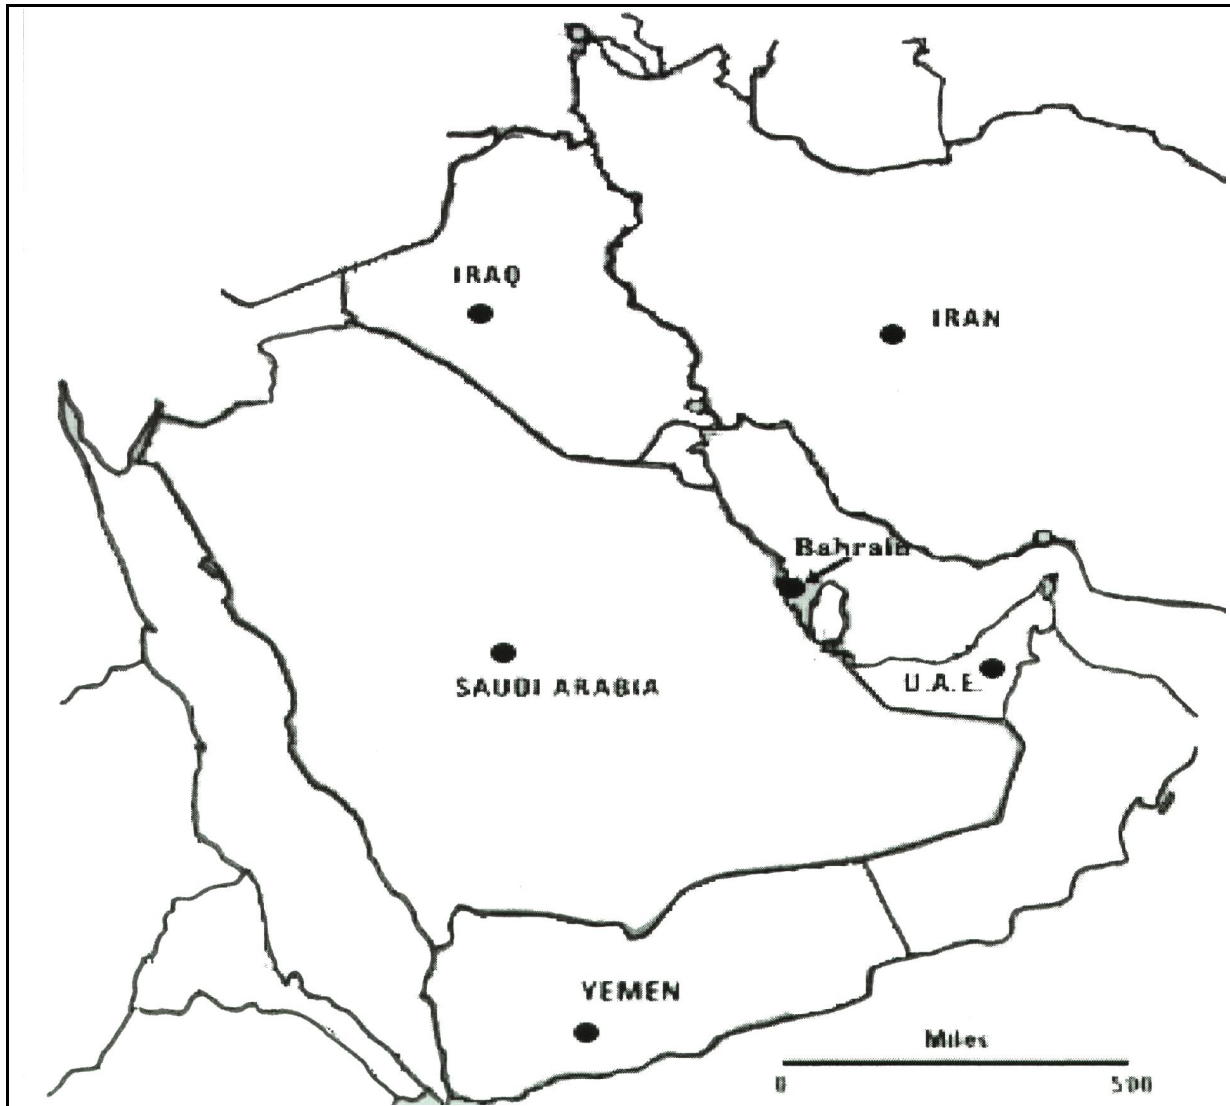 IRAQ
IRAN
Bahrain
SAUDI ARABIA
U.A.E.
YEMEN
Miles
0 500